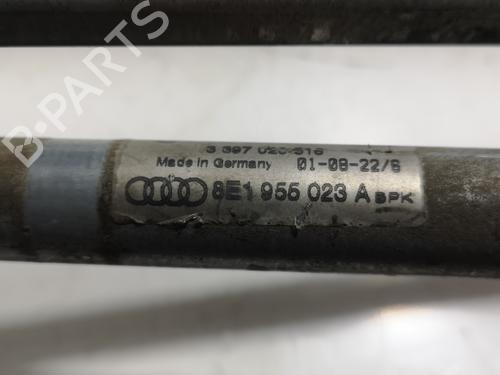 3 397 020 516
Made in Germany 01-08-22/6
8E1 955 023 A BPK
B-PARTS